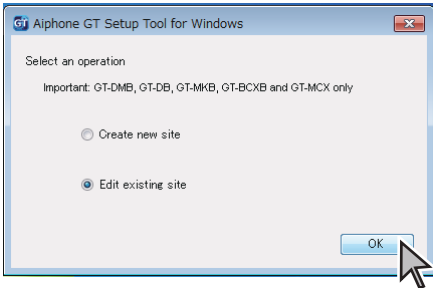 GT Aiphone GT Setup Tool for Windows
Select an operation
Important: GT-DMB, GT-DB, GT-MKB, GT-BCXB and GT-MCX only
Create new site
Edit existing site
OK